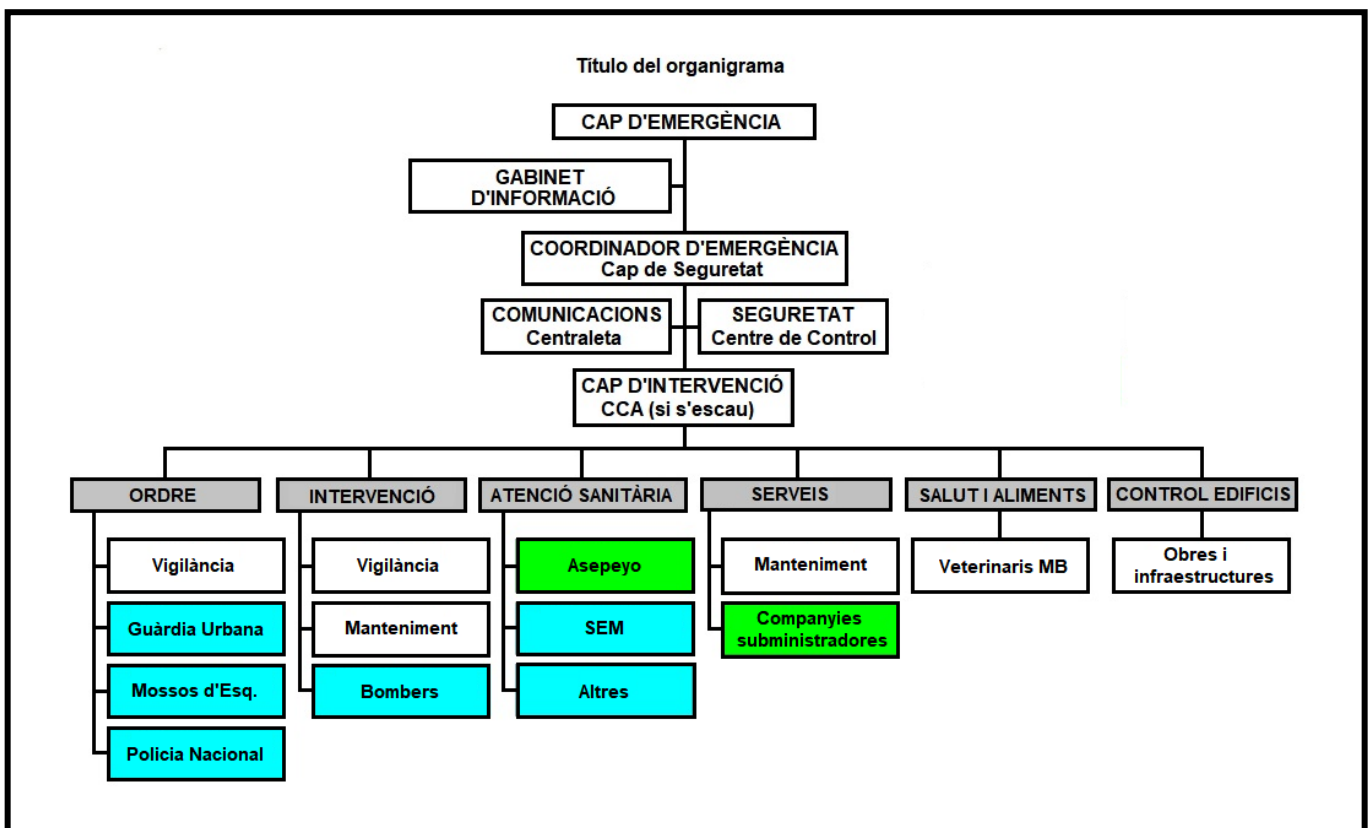 Título del organigrama
CAP D'EMERGÈNCIA
GABINET
D'INFORMACIÓ
COORDINADOR D'EMERGÈNCIA
Cap de Seguretat
COMUNICACIONS
Centraleta
SEGURETAT
Centre de Control
CAP D'INTERVENCIÓ
CCA (si s'escau)
ORDRE
Vigilància
Guàrdia Urbana
Mossos d'Esq.
Policia Nacional
INTERVENCIÓ
Vigilància
Manteniment
Bombers
ATENCIÓ SANITÀRIA
Asepeyo
SEM
Altres
SERVEIS
Manteniment
Companyies
subministradores
SALUT I ALIMENTS
Veterinaris MB
CONTROL EDIFICIS
Obres i
infraestructures